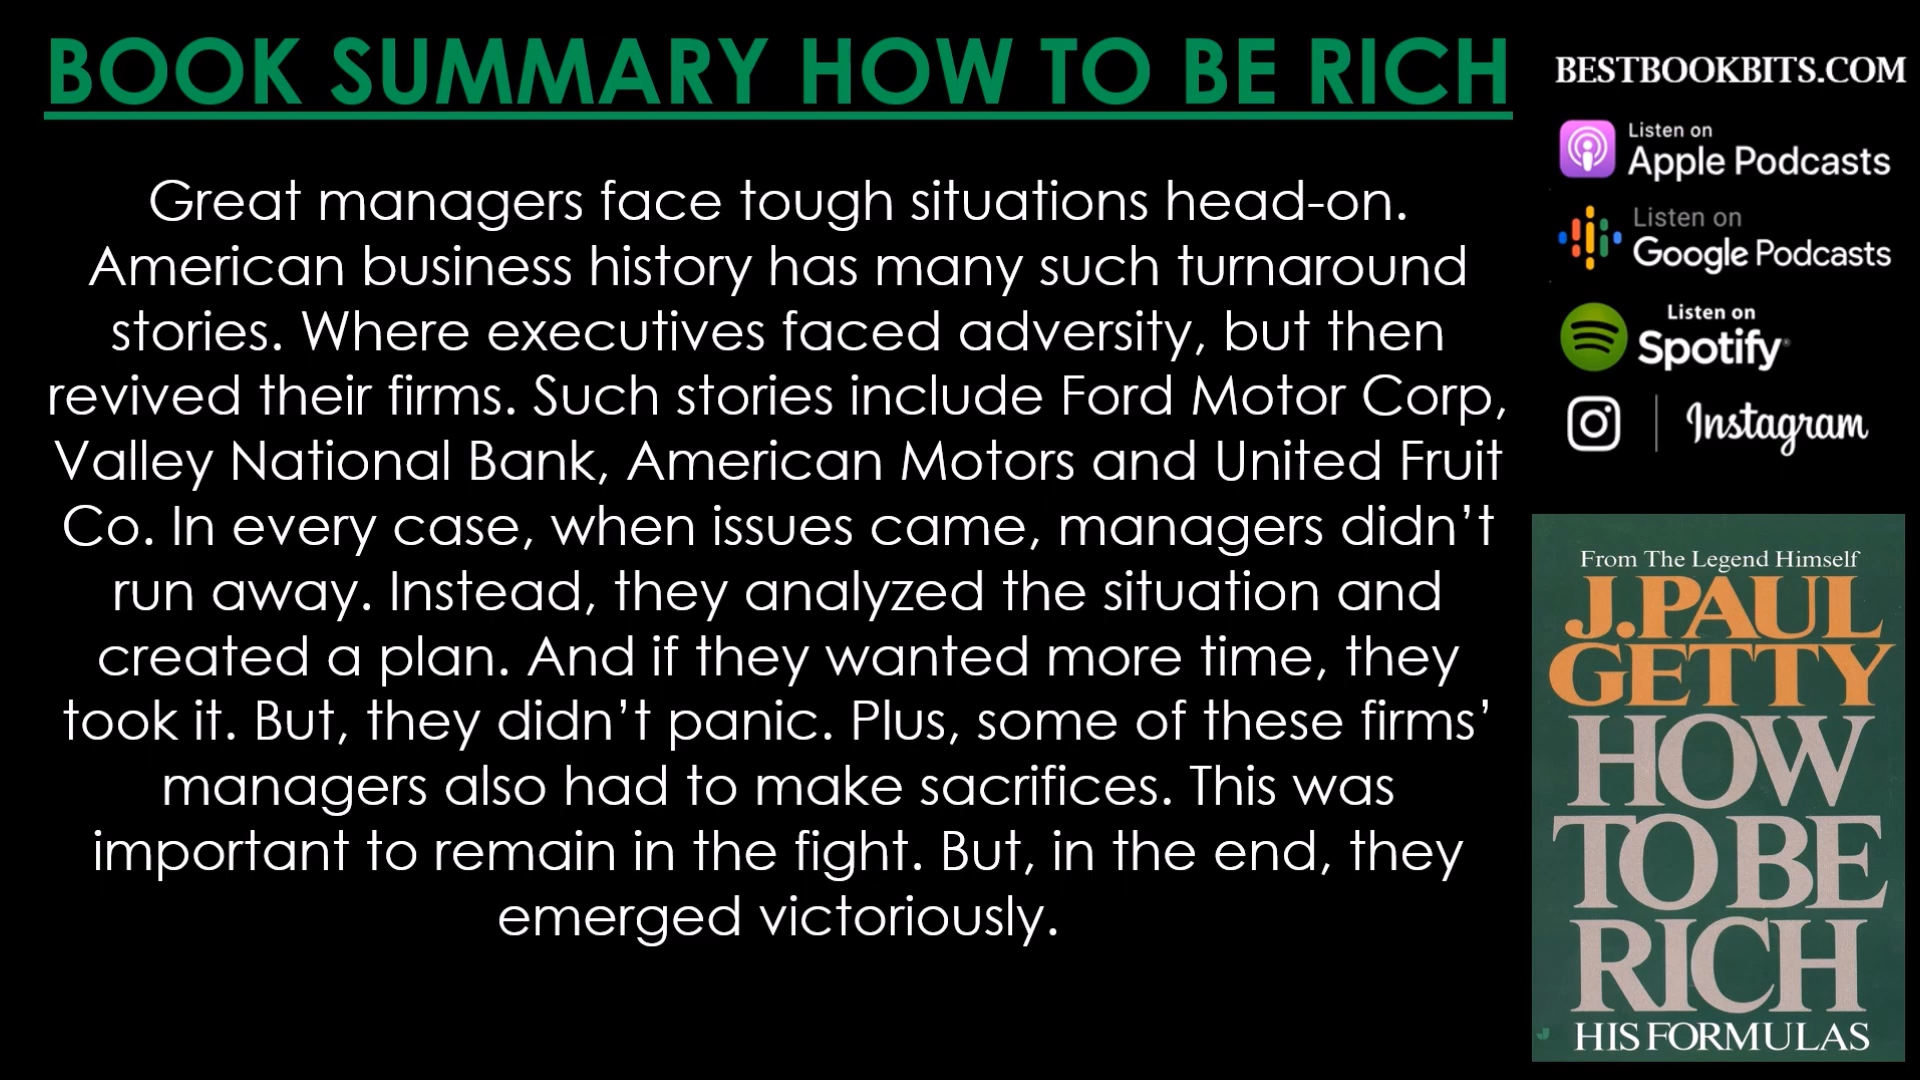 BOOK SUMMARY HOW TO BE RICH
Great managers face tough situations head-on.
American business history has many such turnaround
stories. Where executives faced adversity, but then
revived their firms. Such stories include Ford Motor Corp,
Valley National Bank, American Motors and United Fruit
Co. In every case, when issues came, managers didn’t
run away. Instead, they analyzed the situation and
created a plan. And if they wanted more time, they
took it. But, they didn’t panic. Plus, some of these firms’
managers also had to make sacrifices. This was
important to remain in the fight. But, in the end, they
emerged victoriously.
BESTBOOKBITS.COM
Listen on
Apple Podcasts
Listen on
Google Podcasts
Listen on
Spotify
Instagram
From The Legend Himself
J.PAUL
GETTY
HOW
TO BE
RICH
HIS FORMULAS